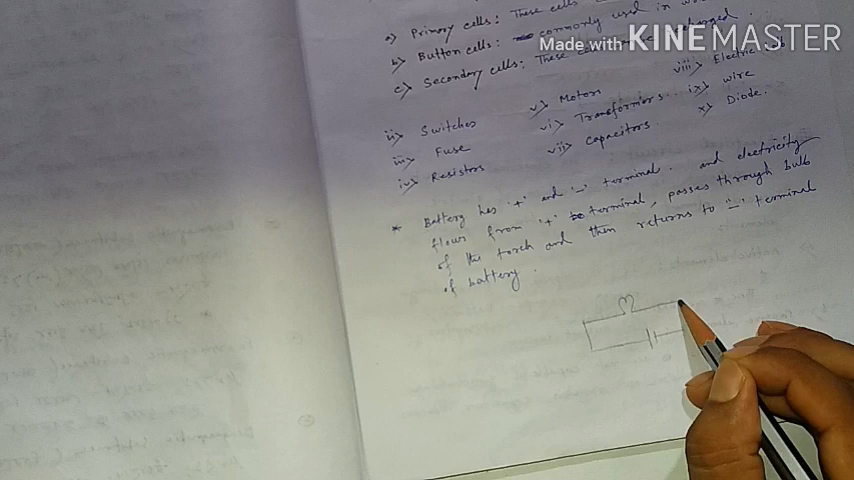 a) Primary cells: These cells
b) Button cells: commonly used in
c) Secondary cells: These can
Made with KINEMASTER
ii) Switches
iii) Fuse
iv) Resistors
v) Motors
vi) Transformers
vii) Capacitors.
viii) Electric
ix) wire
x) Diode.
* Battery has '+' and '-' terminal. and electricity
flows from '+' terminal, passes through bulb
of the torch and then returns to '-' terminal
of battery.